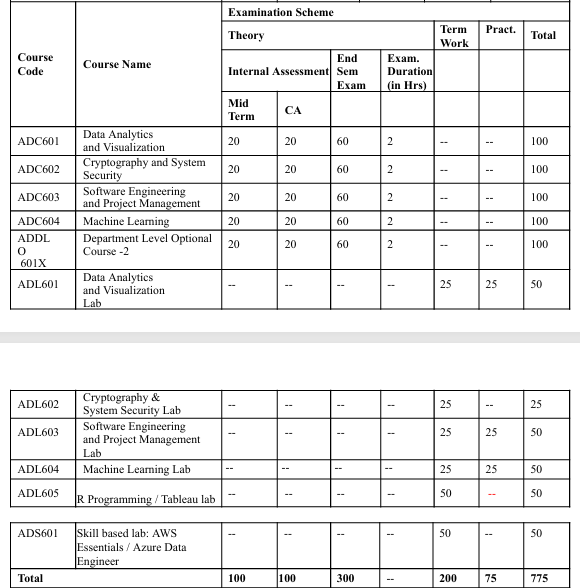 Examination Scheme
Course Code Course Name Theory Term Work Pract. Total
Internal Assessment End Sem Exam Exam. Duration (in Hrs)
Mid Term CA
ADC601 Data Analytics and Visualization 20 20 60 2 -- -- 100
ADC602 Cryptography and System Security 20 20 60 2 -- -- 100
ADC603 Software Engineering and Project Management 20 20 60 2 -- -- 100
ADC604 Machine Learning 20 20 60 2 -- -- 100
ADDL O 601X Department Level Optional Course -2 20 20 60 2 -- -- 100
ADL601 Data Analytics and Visualization Lab -- -- -- -- 25 25 50
ADL602 Cryptography & System Security Lab -- -- -- -- 25 -- 25
ADL603 Software Engineering and Project Management Lab -- -- -- -- 25 25 50
ADL604 Machine Learning Lab -- -- -- -- 25 25 50
ADL605 R Programming / Tableau lab -- -- -- -- 50 -- 50
ADS601 Skill based lab: AWS Essentials / Azure Data Engineer -- -- -- -- 50 -- 50
Total 100 100 300 -- 200 75 775